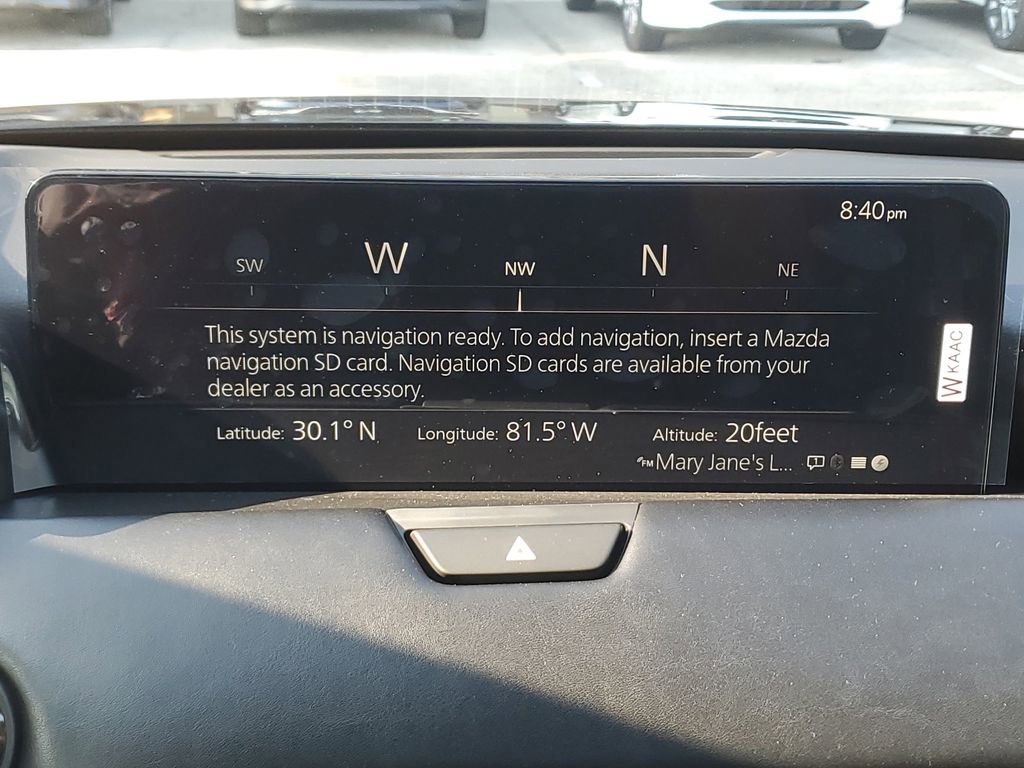 8:40pm
SW W NW N NE
This system is navigation ready. To add navigation, insert a Mazda
navigation SD card. Navigation SD cards are available from your
dealer as an accessory.
WKAAC
Latitude: 30.1° N Longitude: 81.5° W Altitude: 20feet
FM Mary Jane's L... 1